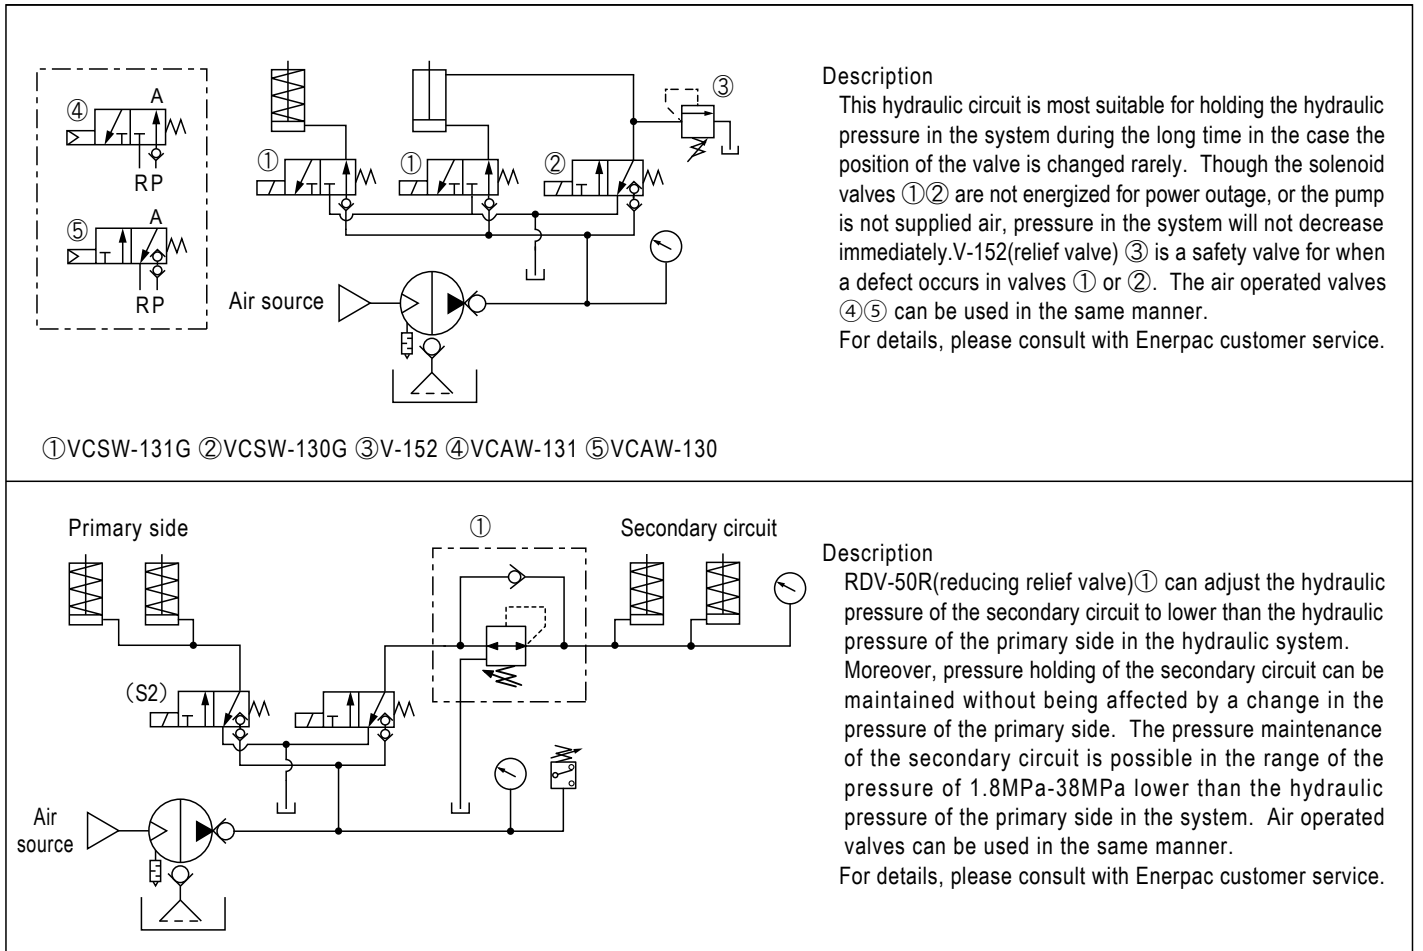 ④
A
R P
⑤
A
R P
①
①
②
③
Air source
①VCSW-131G ②VCSW-130G ③V-152 ④VCAW-131 ⑤VCAW-130
Description
This hydraulic circuit is most suitable for holding the hydraulic
pressure in the system during the long time in the case the
position of the valve is changed rarely. Though the solenoid
valves ①② are not energized for power outage, or the pump
is not supplied air, pressure in the system will not decrease
immediately.V-152(relief valve) ③ is a safety valve for when
a defect occurs in valves ① or ②. The air operated valves
④⑤ can be used in the same manner.
For details, please consult with Enerpac customer service.
Primary side
①
Secondary circuit
(S2)
Air
source
Description
RDV-50R(reducing relief valve)① can adjust the hydraulic
pressure of the secondary circuit to lower than the hydraulic
pressure of the primary side in the hydraulic system.
Moreover, pressure holding of the secondary circuit can be
maintained without being affected by a change in the
pressure of the primary side. The pressure maintenance
of the secondary circuit is possible in the range of the
pressure of 1.8MPa-38MPa lower than the hydraulic
pressure of the primary side in the system. Air operated
valves can be used in the same manner.
For details, please consult with Enerpac customer service.